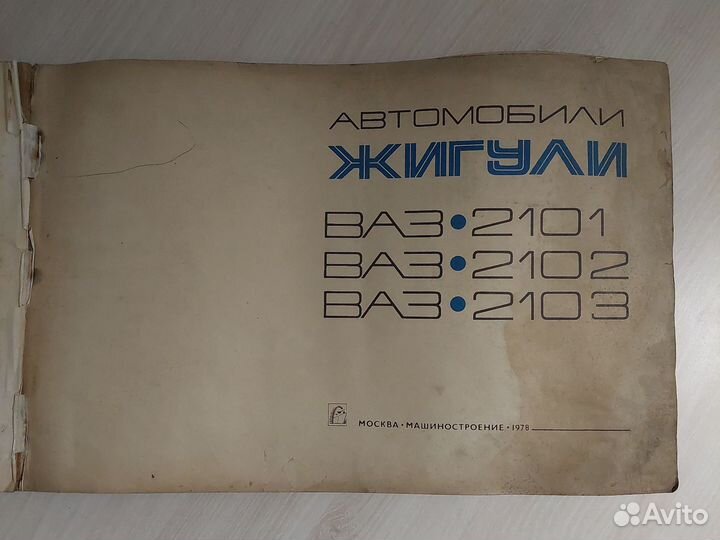 АВТОМОБИЛИ
ЖИГУЛИ
ВАЗ•2101
ВАЗ•2102
ВАЗ•2103
МОСКВА•МАШИНОСТРОЕНИЕ•1978
Avito